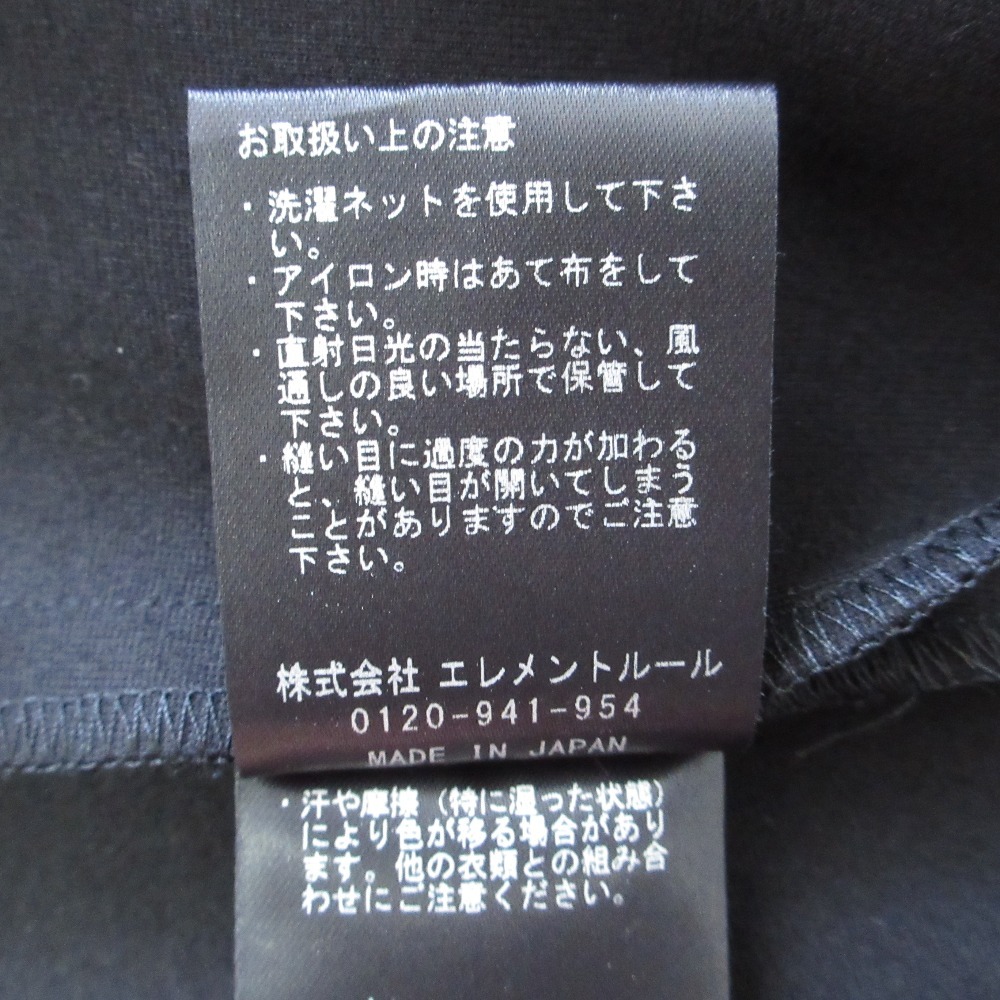 お取扱い上の注意
・洗濯ネットを使用して下さ
い。
・アイロン時はあて布をして
下さい。
・直射日光の当たらない、風
通しの良い場所で保管して
下さい。
・縫い目に過度の力が加わる
と、縫い目が開いてしまう
ことがありますのでご注意
下さい。
株式会社 エレメントルール
0120-941-954
MADE IN JAPAN
・汗や摩擦（特に湿った状態）
により色が移る場合があり
ます。他の衣類との組み合
わせにご注意ください。